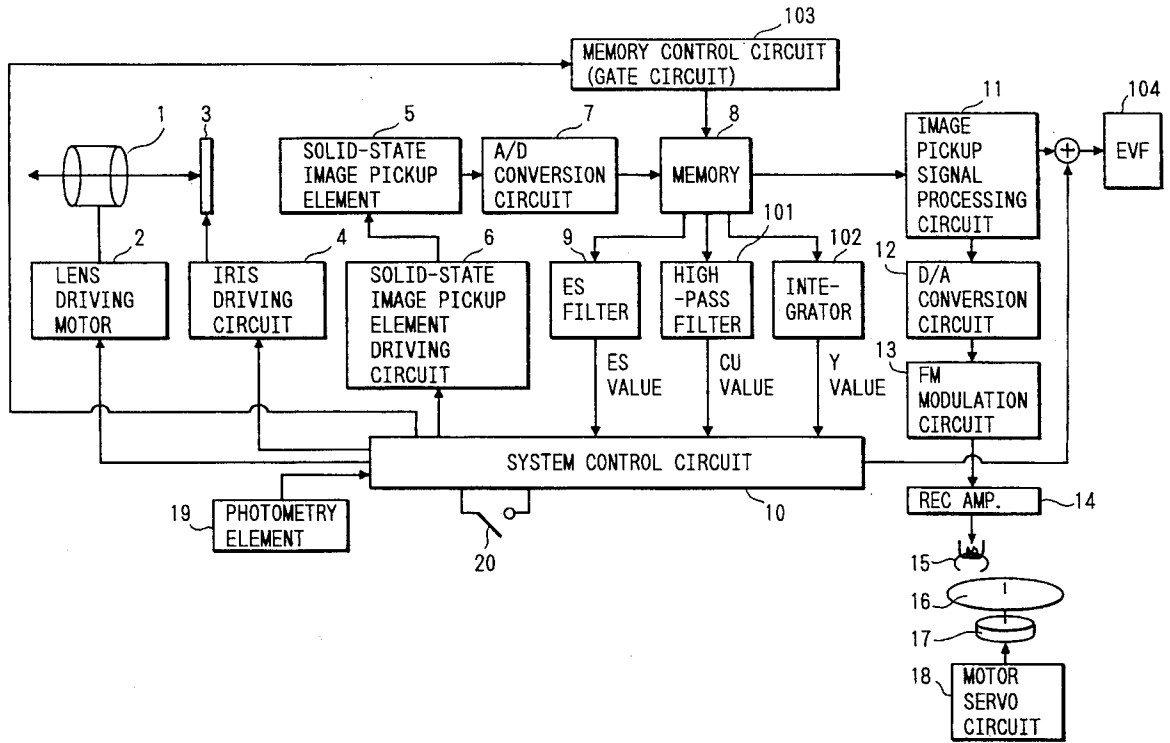 103
MEMORY CONTROL CIRCUIT
(GATE CIRCUIT)
1
3
5
SOLID-STATE
IMAGE PICKUP
ELEMENT
7
A/D
CONVERSION
CIRCUIT
8
MEMORY
11
IMAGE
PICKUP
SIGNAL
PROCESSING
CIRCUIT
+
104
EVF
2
LENS
DRIVING
MOTOR
4
IRIS
DRIVING
CIRCUIT
6
SOLID-STATE
IMAGE PICKUP
ELEMENT
DRIVING
CIRCUIT
9
ES
FILTER
101
HIGH
-PASS
FILTER
102
INTE-
GRATOR
12
D/A
CONVERSION
CIRCUIT
ES
VALUE
CU
VALUE
Y
VALUE
13
FM
MODULATION
CIRCUIT
SYSTEM CONTROL CIRCUIT
10
19
PHOTOMETRY
ELEMENT
20
REC AMP.
14
15
16
17
18
MOTOR
SERVO
CIRCUIT